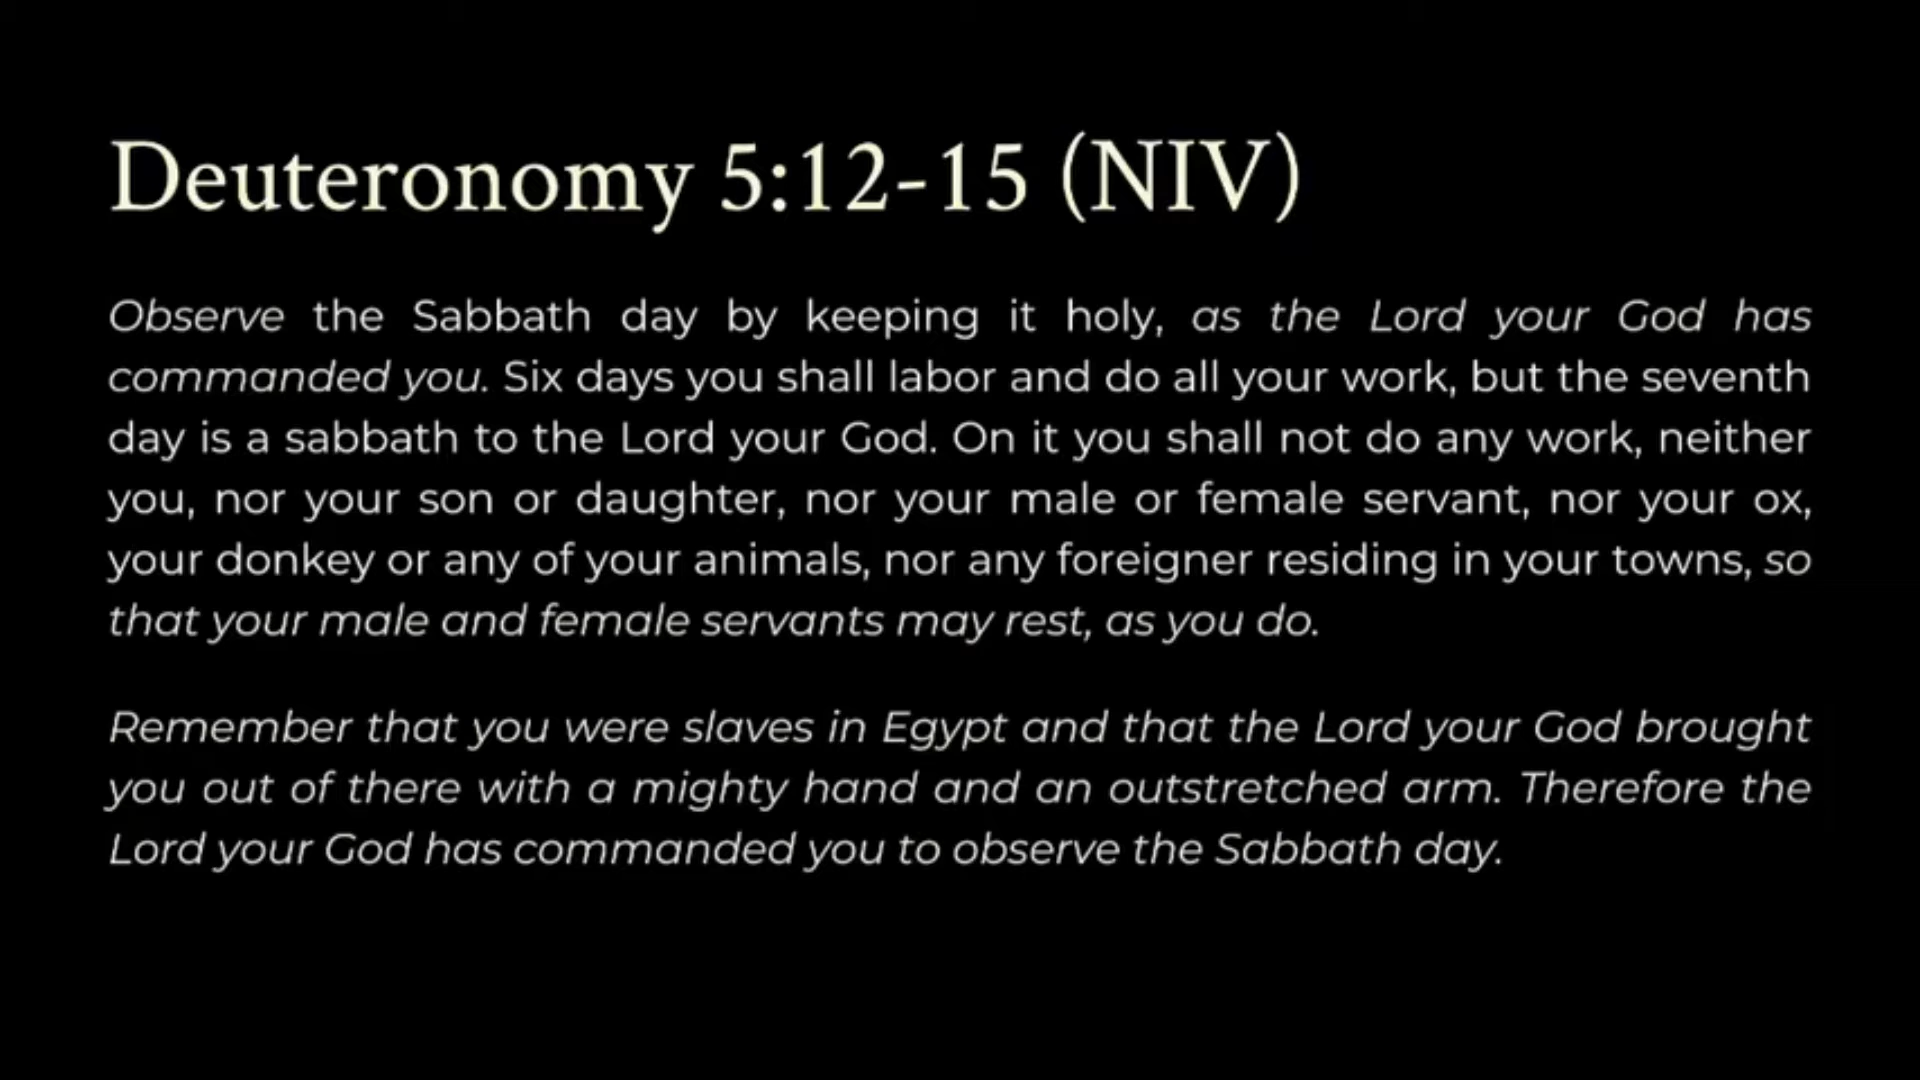 Deuteronomy 5:12-15 (NIV)
Observe the Sabbath day by keeping it holy, as the Lord your God has
commanded you. Six days you shall labor and do all your work, but the seventh
day is a sabbath to the Lord your God. On it you shall not do any work, neither
you, nor your son or daughter, nor your male or female servant, nor your ox,
your donkey or any of your animals, nor any foreigner residing in your towns, so
that your male and female servants may rest, as you do.
Remember that you were slaves in Egypt and that the Lord your God brought
you out of there with a mighty hand and an outstretched arm. Therefore the
Lord your God has commanded you to observe the Sabbath day.